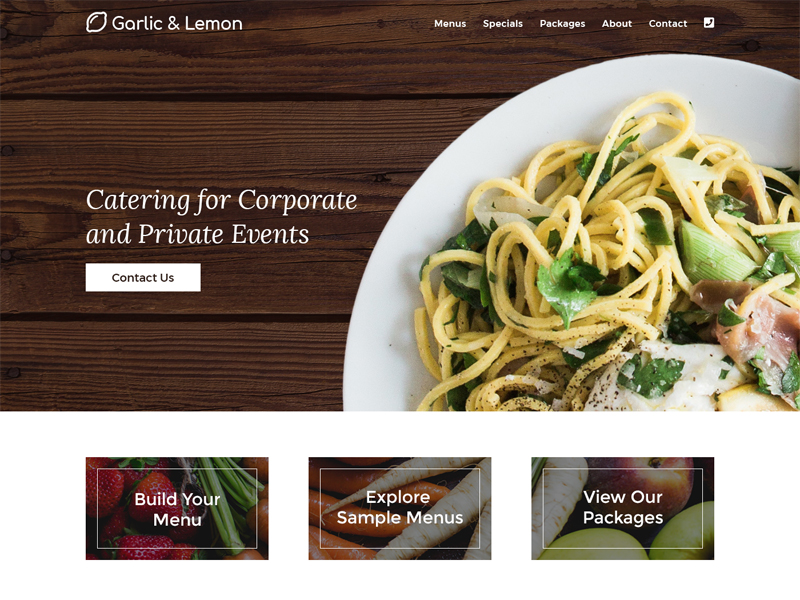 Garlic & Lemon
Menus Specials Packages About Contact
Catering for Corporate
and Private Events
Contact Us
Build Your
Menu
Explore
Sample Menus
View Our
Packages